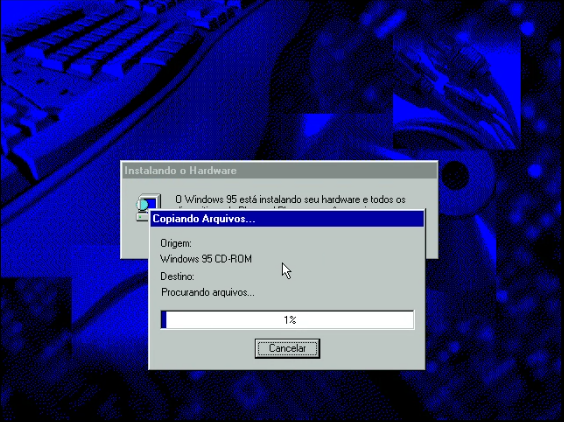 Instalando o Hardware
O Windows 95 está instalando seu hardware e todos os
Copiando Arquivos...
Origem:
Windows 95 CD-ROM
Destino:
Procurando arquivos...
1%
Cancelar